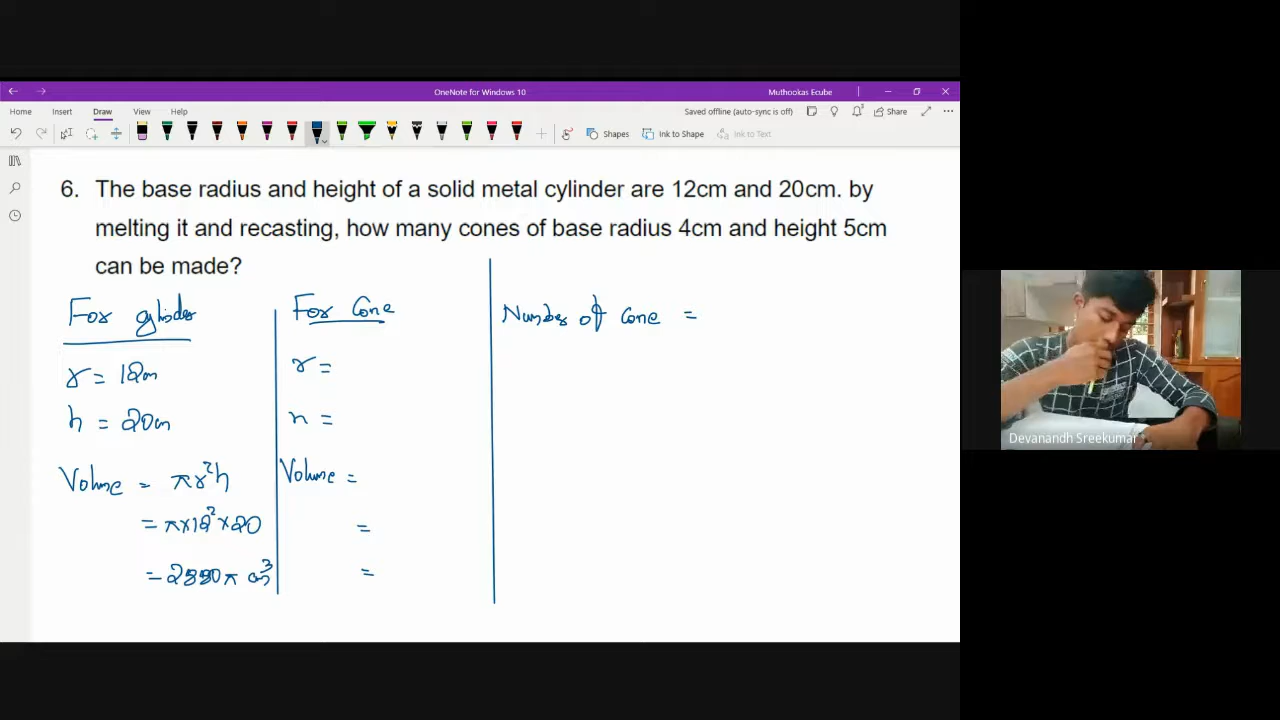 OneNote for Windows 10
Muthookas Ecube
Home Insert Draw View Help
Saved offline (auto-sync is off)
Share
Shapes
Ink to Shape
Ink to Text
6. The base radius and height of a solid metal cylinder are 12cm and 20cm. by
melting it and recasting, how many cones of base radius 4cm and height 5cm
can be made?
For cylinder
r = 12cm
h = 20cm
Volume = πr²h
= π×12²×20
= 2880π cm³
For Cone
r =
h =
Volume =
=
=
Number of Cone =
Devanandh Sreekumar